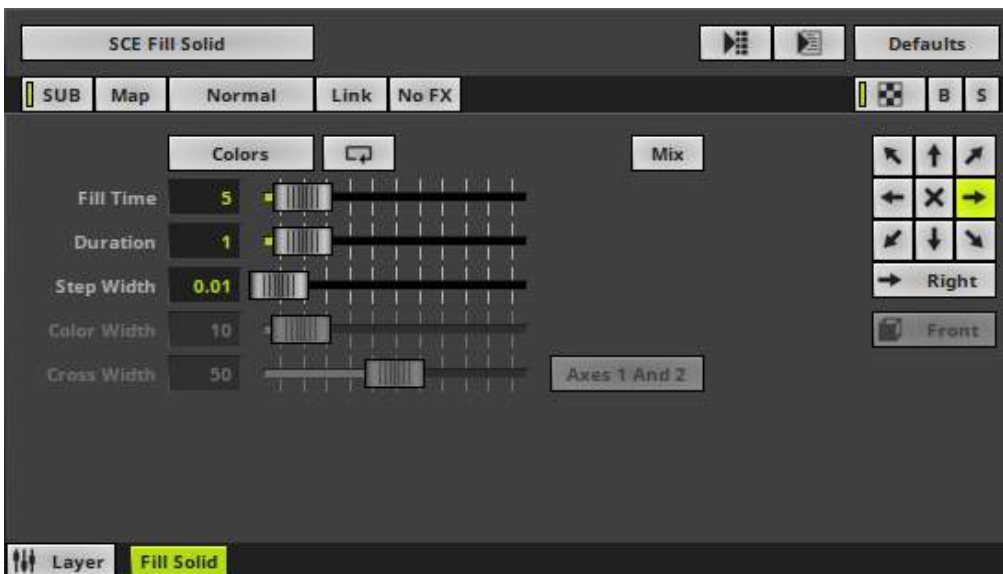 SCE Fill Solid Defaults
SUB Map Normal Link No FX B S
Colors Mix
Fill Time 5
Duration 1
Step Width 0.01
Right
Color Width 10
Front
Cross Width 50 Axes 1 And 2
Layer Fill Solid